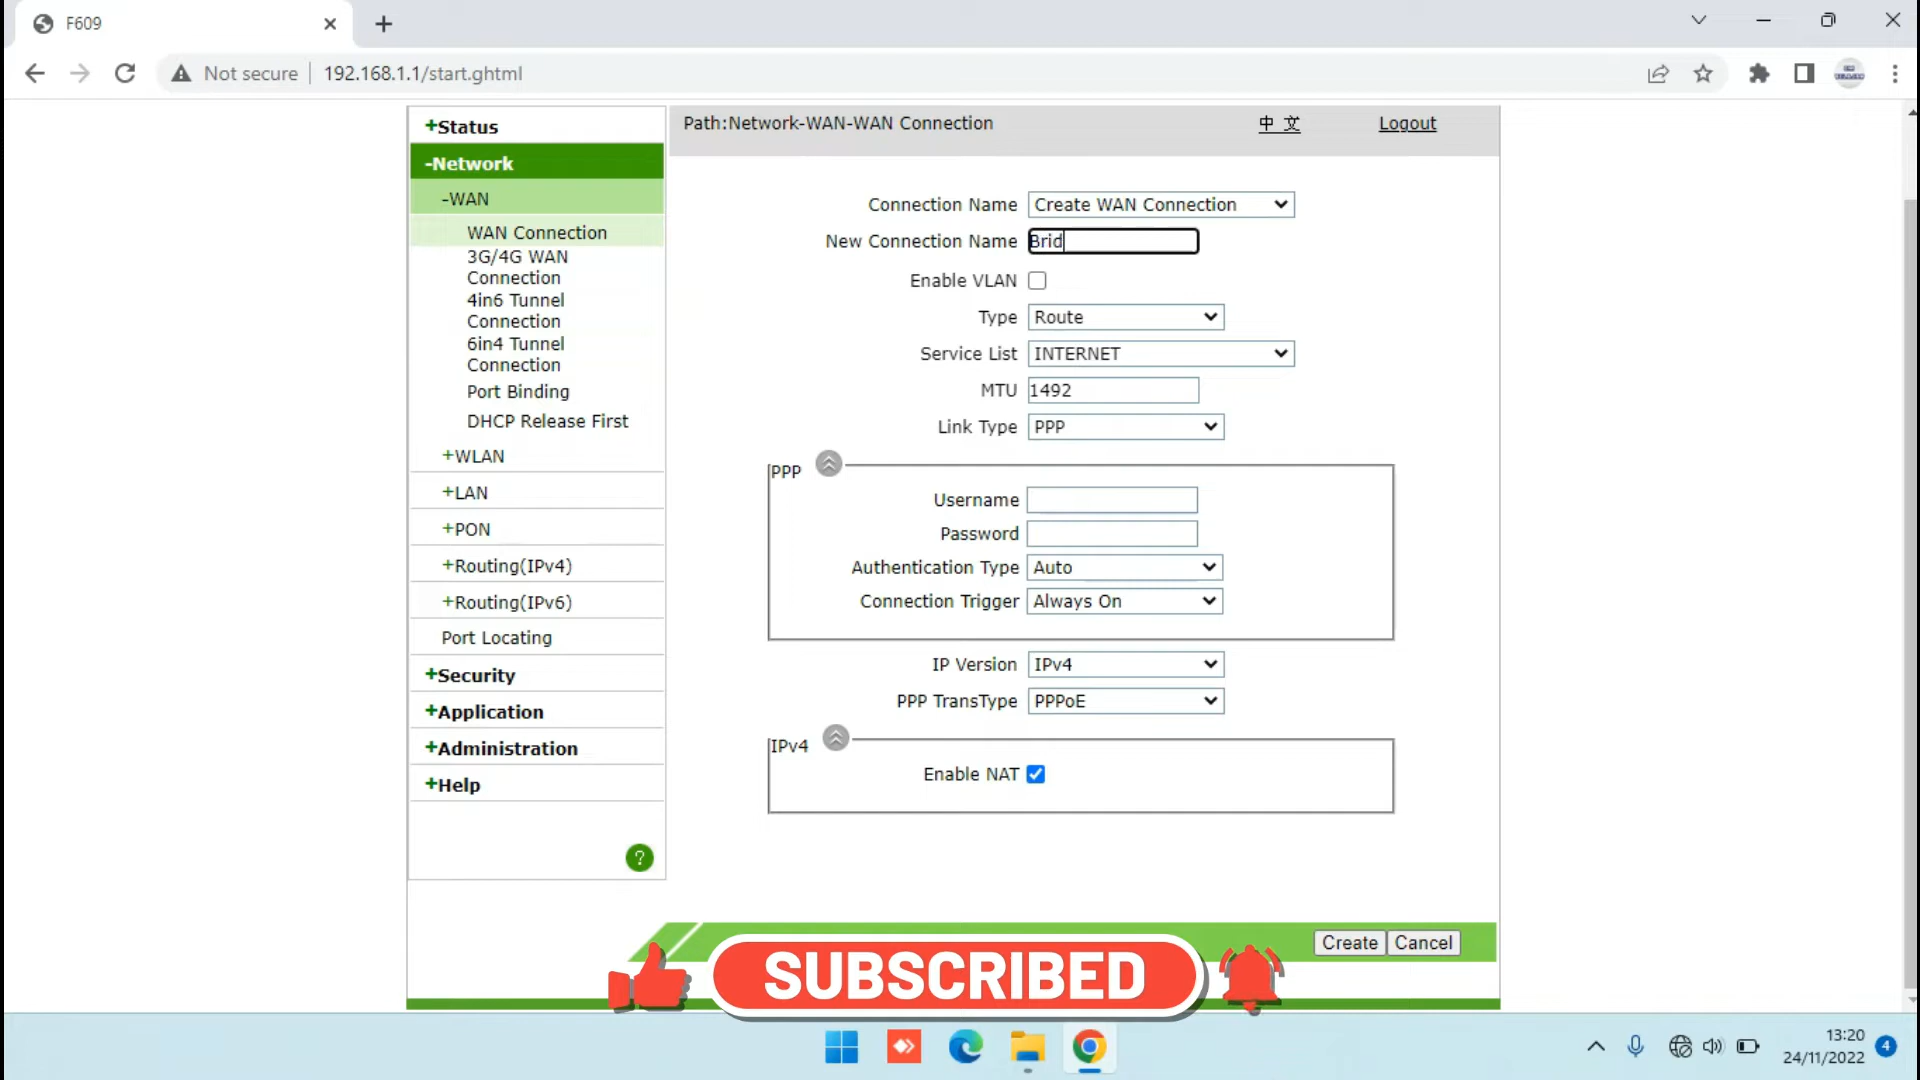 F609
Not secure
192.168.1.1/start.ghtml
+Status
-Network
-WAN
WAN Connection
3G/4G WAN
Connection
4in6 Tunnel
Connection
6in4 Tunnel
Connection
Port Binding
DHCP Release First
+WLAN
+LAN
+PON
+Routing(IPv4)
+Routing(IPv6)
Port Locating
+Security
+Application
+Administration
+Help
?
Path:Network-WAN-WAN Connection
中 文
Logout
Connection Name Create WAN Connection
New Connection Name Brid
Enable VLAN
Type Route
Service List INTERNET
MTU 1492
Link Type PPP
PPP
Username
Password
Authentication Type Auto
Connection Trigger Always On
IP Version IPv4
PPP TransType PPPoE
IPv4
Enable NAT
Create Cancel
SUBSCRIBED
13:20
24/11/2022
4